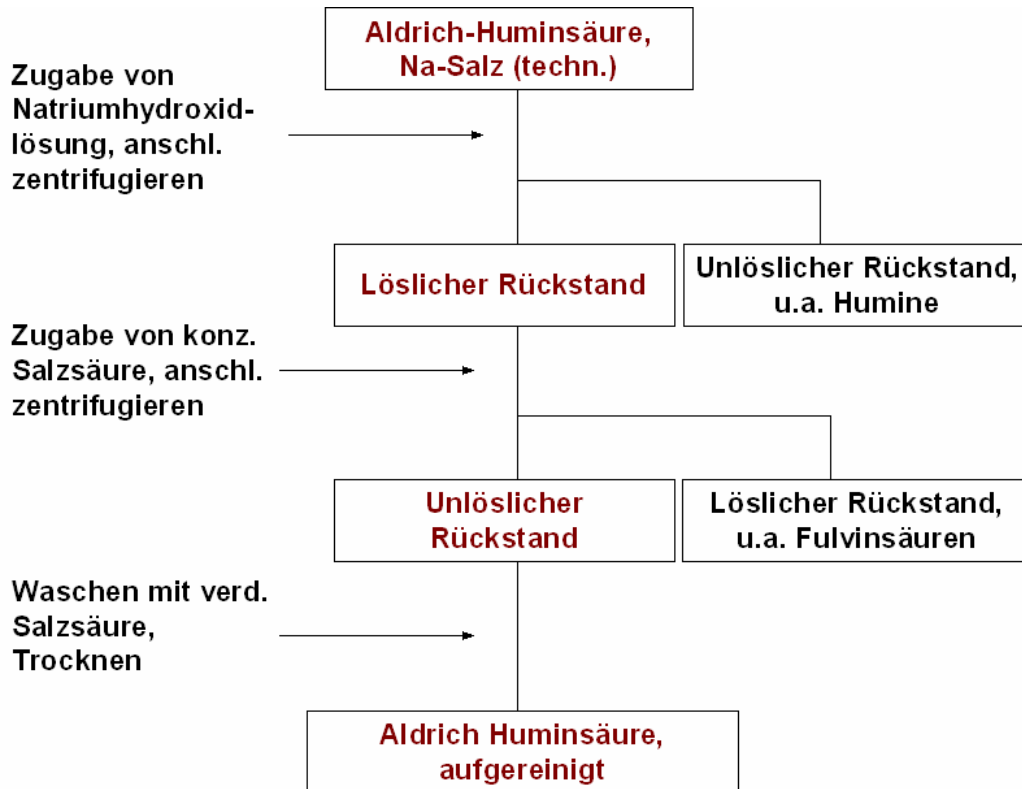 Aldrich-Huminsäure,
Na-Salz (techn.)
Zugabe von
Natriumhydroxid-
lösung, anschl.
zentrifugieren
Löslicher Rückstand
Unlöslicher Rückstand,
u.a. Humine
Zugabe von konz.
Salzsäure, anschl.
zentrifugieren
Unlöslicher
Rückstand
Löslicher Rückstand,
u.a. Fulvinsäuren
Waschen mit verd.
Salzsäure,
Trocknen
Aldrich Huminsäure,
aufgereinigt